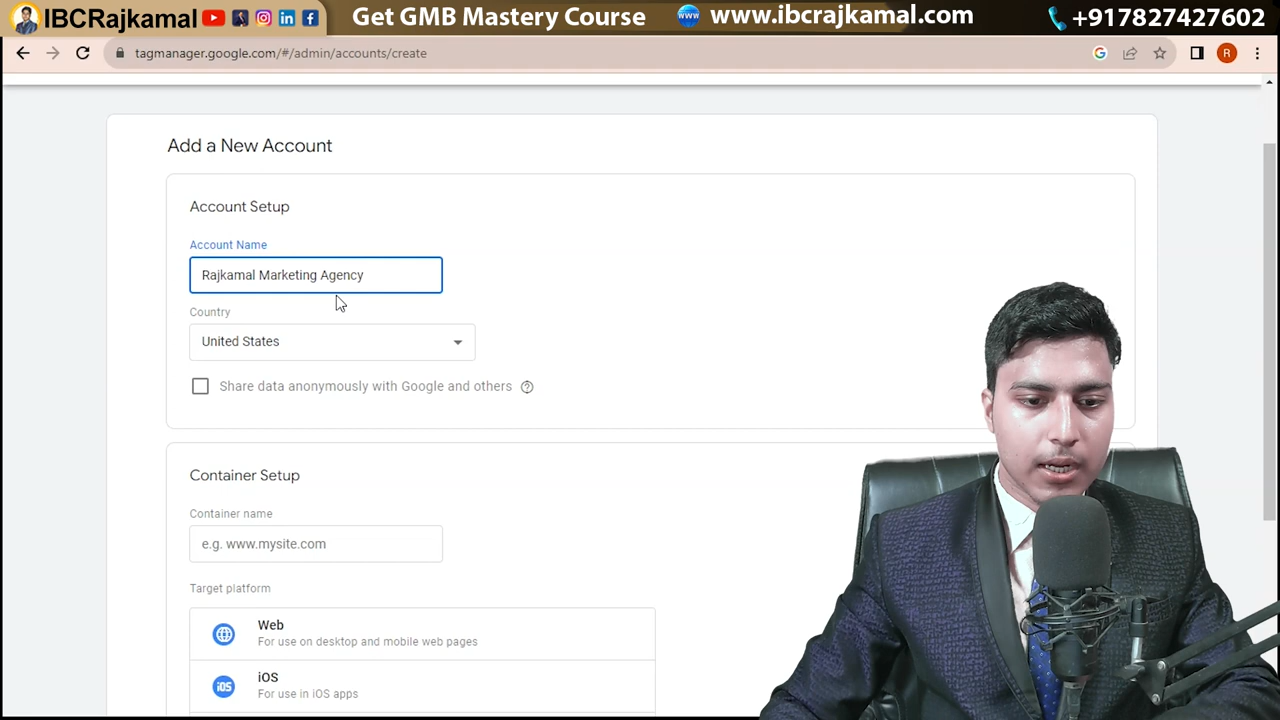 IBCRajkamal
Get GMB Mastery Course
www
www.ibcrajkamal.com
+917827427602
tagmanager.google.com/#/admin/accounts/create
R
Add a New Account
Account Setup
Account Name
Rajkamal Marketing Agency
Country
United States
Share data anonymously with Google and others
Container Setup
Container name
e.g. www.mysite.com
Target platform
Web
For use on desktop and mobile web pages
iOS
iOS
For use in iOS apps